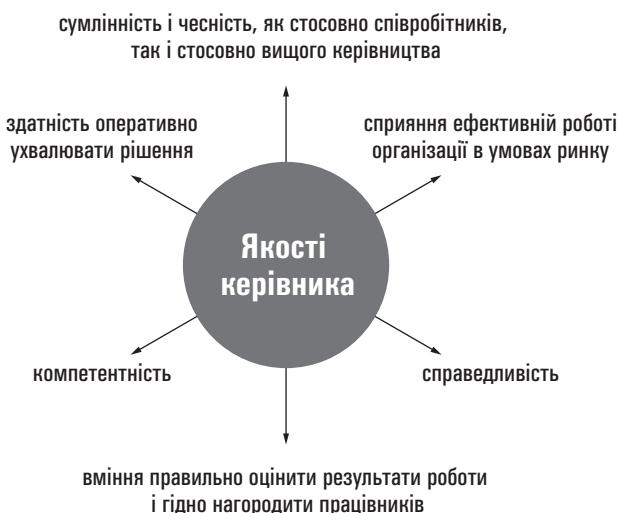 сумлінність і чесність, як стосовно співробітників,
так і стосовно вищого керівництва
здатність оперативно
ухвалювати рішення
сприяння ефективній роботі
організації в умовах ринку
Якості
керівника
компетентність
справедливість
вміння правильно оцінити результати роботи
і гідно нагородити працівників